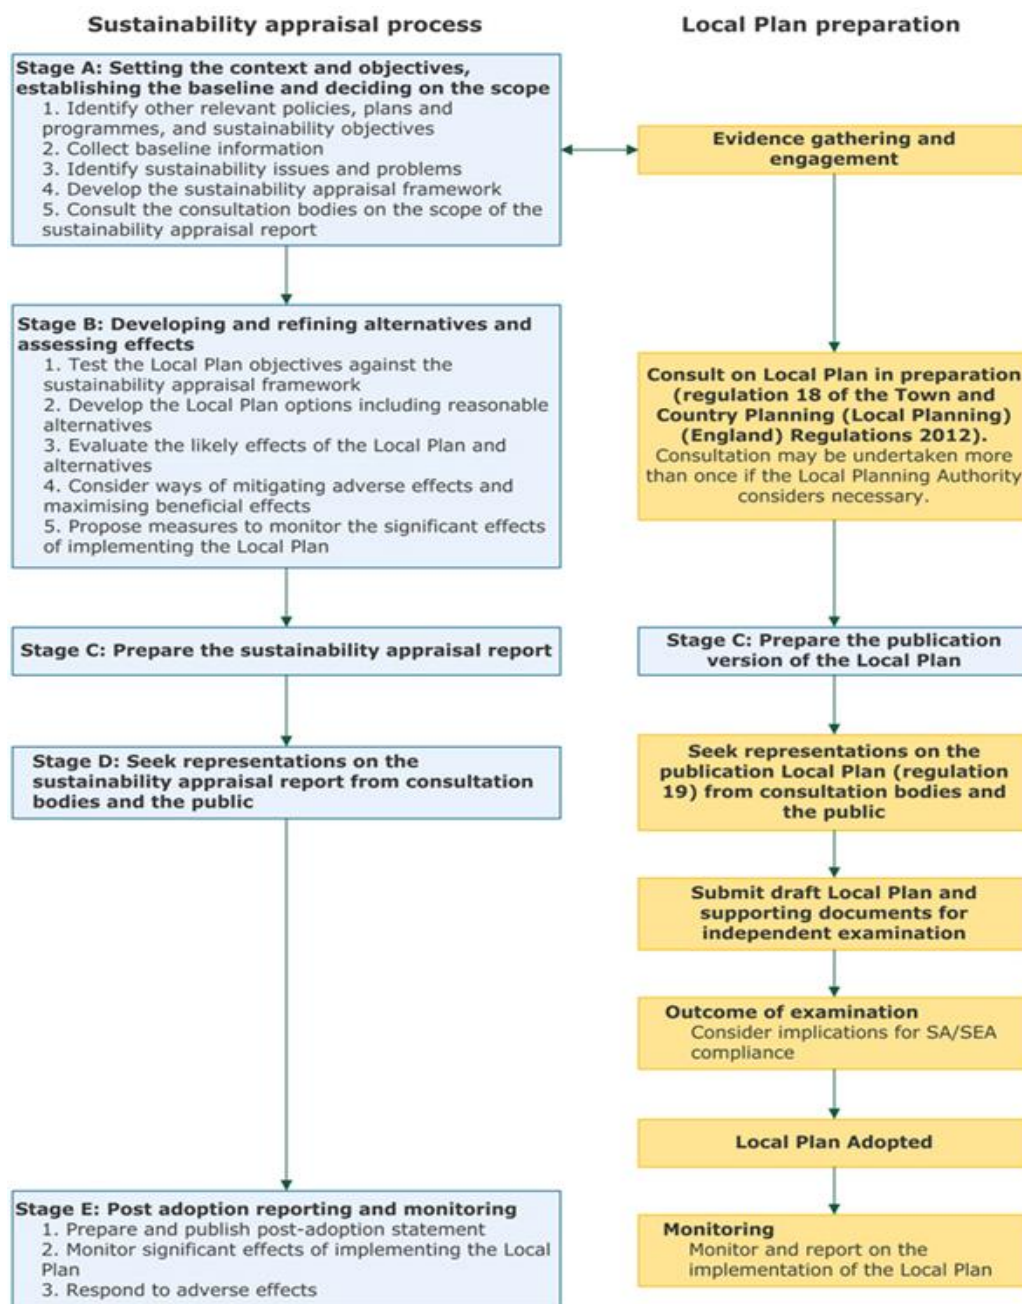 Sustainability appraisal process
Stage A: Setting the context and objectives,
establishing the baseline and deciding on the scope
1. Identify other relevant policies, plans and
programmes, and sustainability objectives
2. Collect baseline information
3. Identify sustainability issues and problems
4. Develop the sustainability appraisal framework
5. Consult the consultation bodies on the scope of the
sustainability appraisal report
Stage B: Developing and refining alternatives and
assessing effects
1. Test the Local Plan objectives against the
sustainability appraisal framework
2. Develop the Local Plan options including reasonable
alternatives
3. Evaluate the likely effects of the Local Plan and
alternatives
4. Consider ways of mitigating adverse effects and
maximising beneficial effects
5. Propose measures to monitor the significant effects
of implementing the Local Plan
Stage C: Prepare the sustainability appraisal report
Stage D: Seek representations on the
sustainability appraisal report from consultation
bodies and the public
Stage E: Post adoption reporting and monitoring
1. Prepare and publish post-adoption statement
2. Monitor significant effects of implementing the Local
Plan
3. Respond to adverse effects
Local Plan preparation
Evidence gathering and
engagement
Consult on Local Plan in preparation
(regulation 18 of the Town and
Country Planning (Local Planning)
(England) Regulations 2012).
Consultation may be undertaken more
than once if the Local Planning Authority
considers necessary.
Stage C: Prepare the publication
version of the Local Plan
Seek representations on the
publication Local Plan (regulation
19) from consultation bodies and
the public
Submit draft Local Plan and
supporting documents for
independent examination
Outcome of examination
Consider implications for SA/SEA
compliance
Local Plan Adopted
Monitoring
Monitor and report on the
implementation of the Local Plan